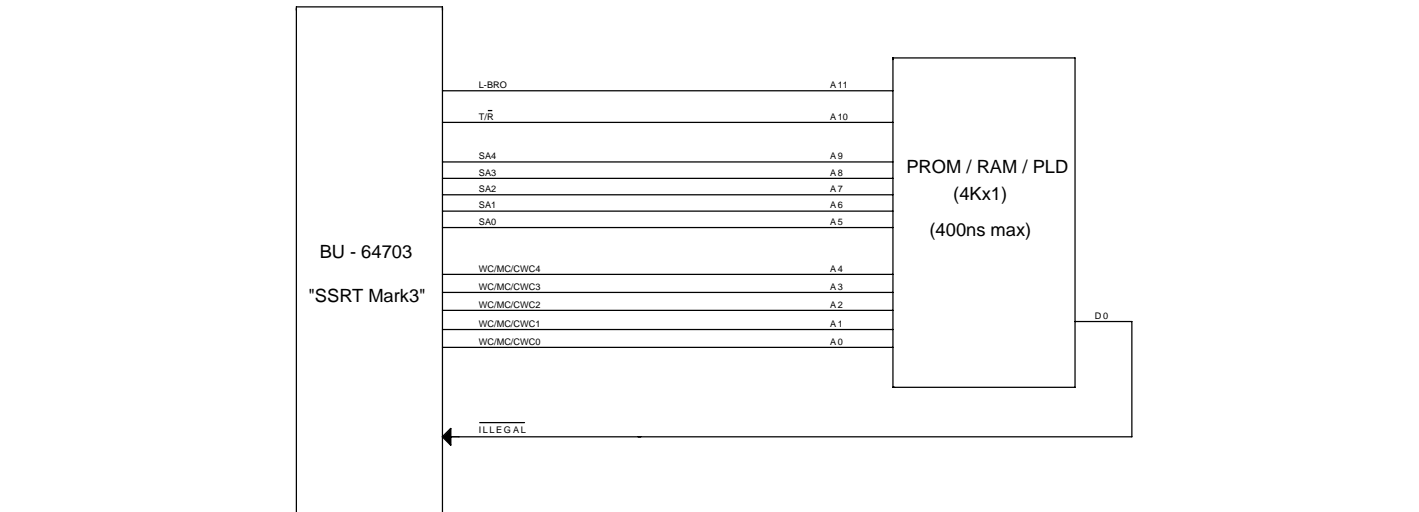 L-BRO A11
T/R̅ A10
SA4 A9
SA3 A8
SA2 A7
SA1 A6
SA0 A5
PROM / RAM / PLD
(4Kx1)
(400ns max)
BU - 64703
"SSRT Mark3"
WC/MC/CWC4 A4
WC/MC/CWC3 A3
WC/MC/CWC2 A2
WC/MC/CWC1 A1
WC/MC/CWC0 A0
D0
ILLEGAL